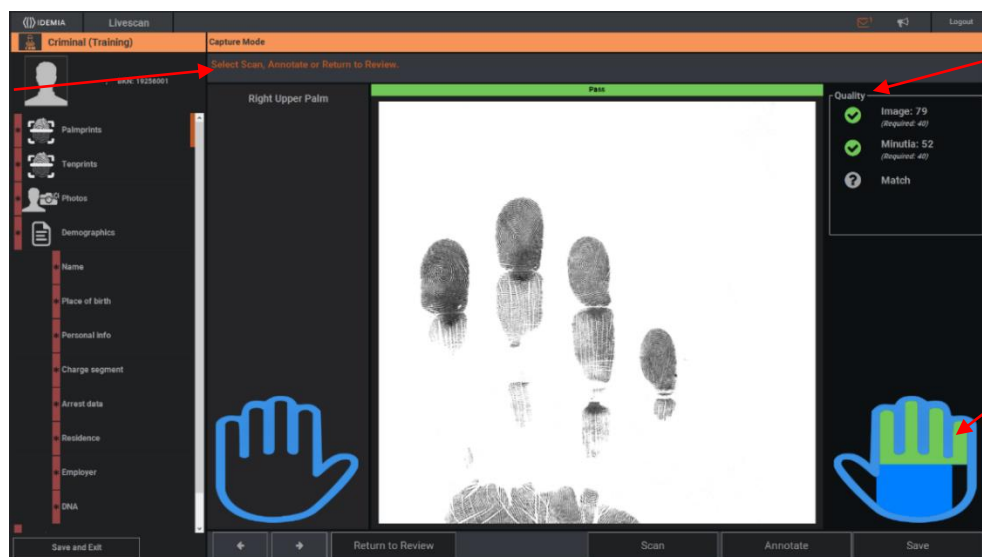 IDEMIA Livescan Logout
Criminal (Training) Capture Mode
BKN: 19256001
Select Scan, Annotate or Return to Review.
Right Upper Palm
Pass
Quality
Image: 79
(Required: 40)
Minutia: 52
(Required: 40)
Match
Palmprints
Tenprints
Photos
Demographics
Name
Place of birth
Personal info
Charge segment
Arrest data
Residence
Employer
DNA
Save and Exit Return to Review Scan Annotate Save